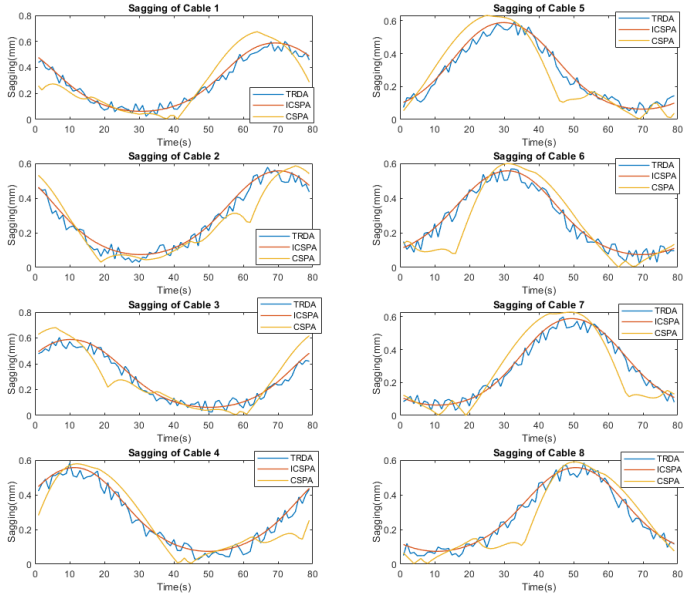 Sagging of Cable 1
Sagging(mm)
0.8
0.6
0.4
0.2
0
TRDA
ICSPA
CSPA
0 10 20 30 40 50 60 70 80
Time(s)
Sagging of Cable 5
Sagging(mm)
0.6
0.4
0.2
0
TRDA
ICSPA
CSPA
0 10 20 30 40 50 60 70 80
Time(s)
Sagging of Cable 2
Sagging(mm)
0.6
0.4
0.2
0
TRDA
ICSPA
CSPA
0 10 20 30 40 50 60 70 80
Time(s)
Sagging of Cable 6
Sagging(mm)
0.6
0.4
0.2
0
TRDA
ICSPA
CSPA
0 10 20 30 40 50 60 70 80
Time(s)
Sagging of Cable 3
Sagging(mm)
0.8
0.6
0.4
0.2
0
TRDA
ICSPA
CSPA
0 10 20 30 40 50 60 70 80
Time(s)
Sagging of Cable 7
Sagging(mm)
0.6
0.4
0.2
0
TRDA
ICSPA
CSPA
0 10 20 30 40 50 60 70 80
Time(s)
Sagging of Cable 4
Sagging(mm)
0.6
0.4
0.2
0
TRDA
ICSPA
CSPA
0 10 20 30 40 50 60 70 80
Time(s)
Sagging of Cable 8
Sagging(mm)
0.6
0.4
0.2
0
TRDA
ICSPA
CSPA
0 10 20 30 40 50 60 70 80
Time(s)